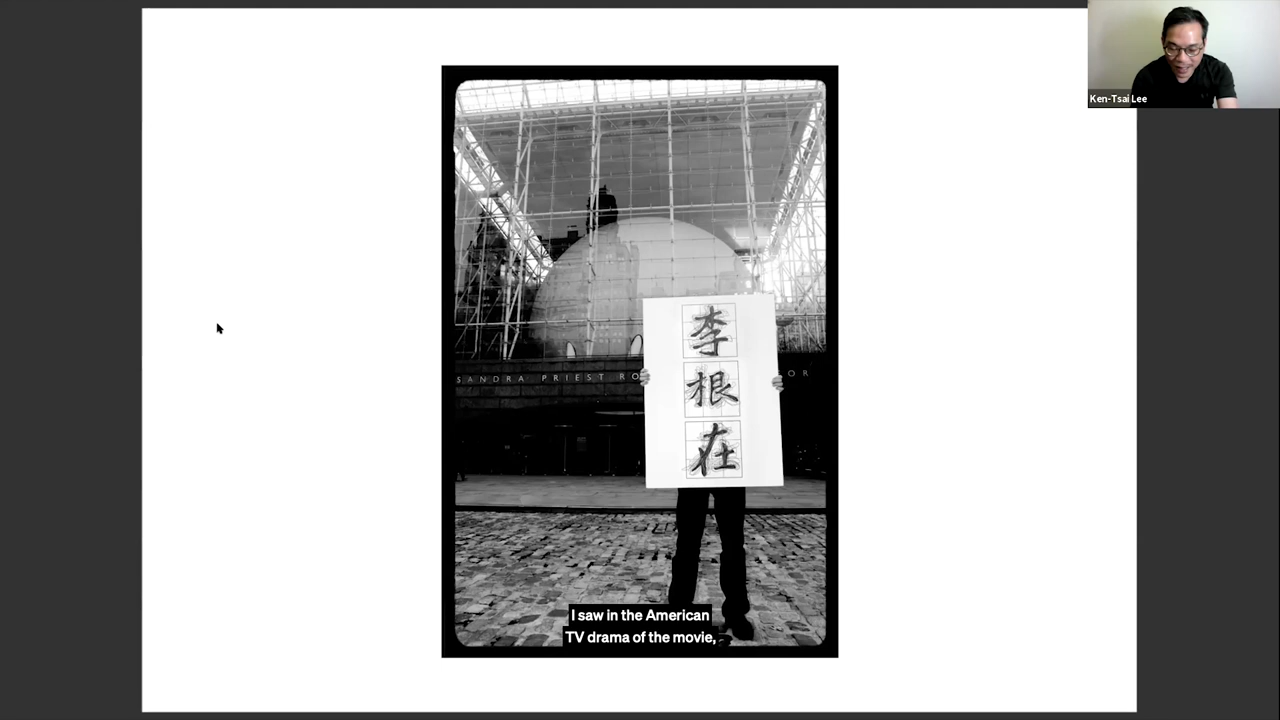 Ken-Tsai Lee
李
根
在
SANDRA PRIEST RO
OR
I saw in the American
TV drama of the movie,